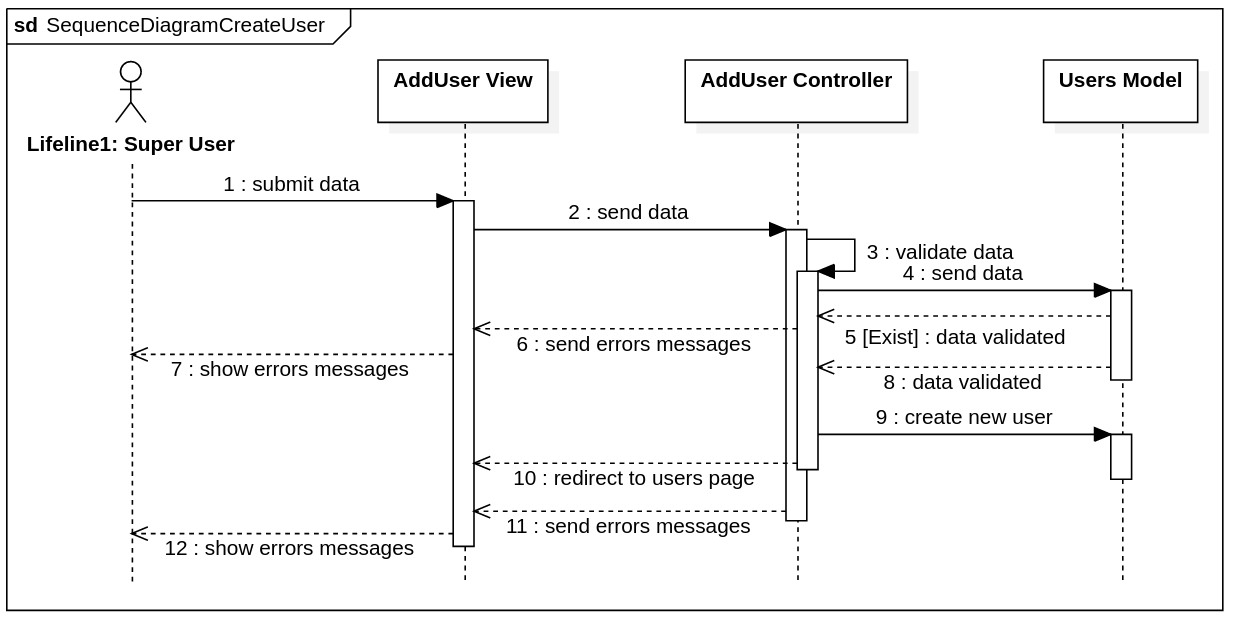 sd SequenceDiagramCreateUser
AddUser View
AddUser Controller
Users Model
Lifeline1: Super User
1 : submit data
2 : send data
3 : validate data
4 : send data
5 [Exist] : data validated
6 : send errors messages
7 : show errors messages
8 : data validated
9 : create new user
10 : redirect to users page
11 : send errors messages
12 : show errors messages